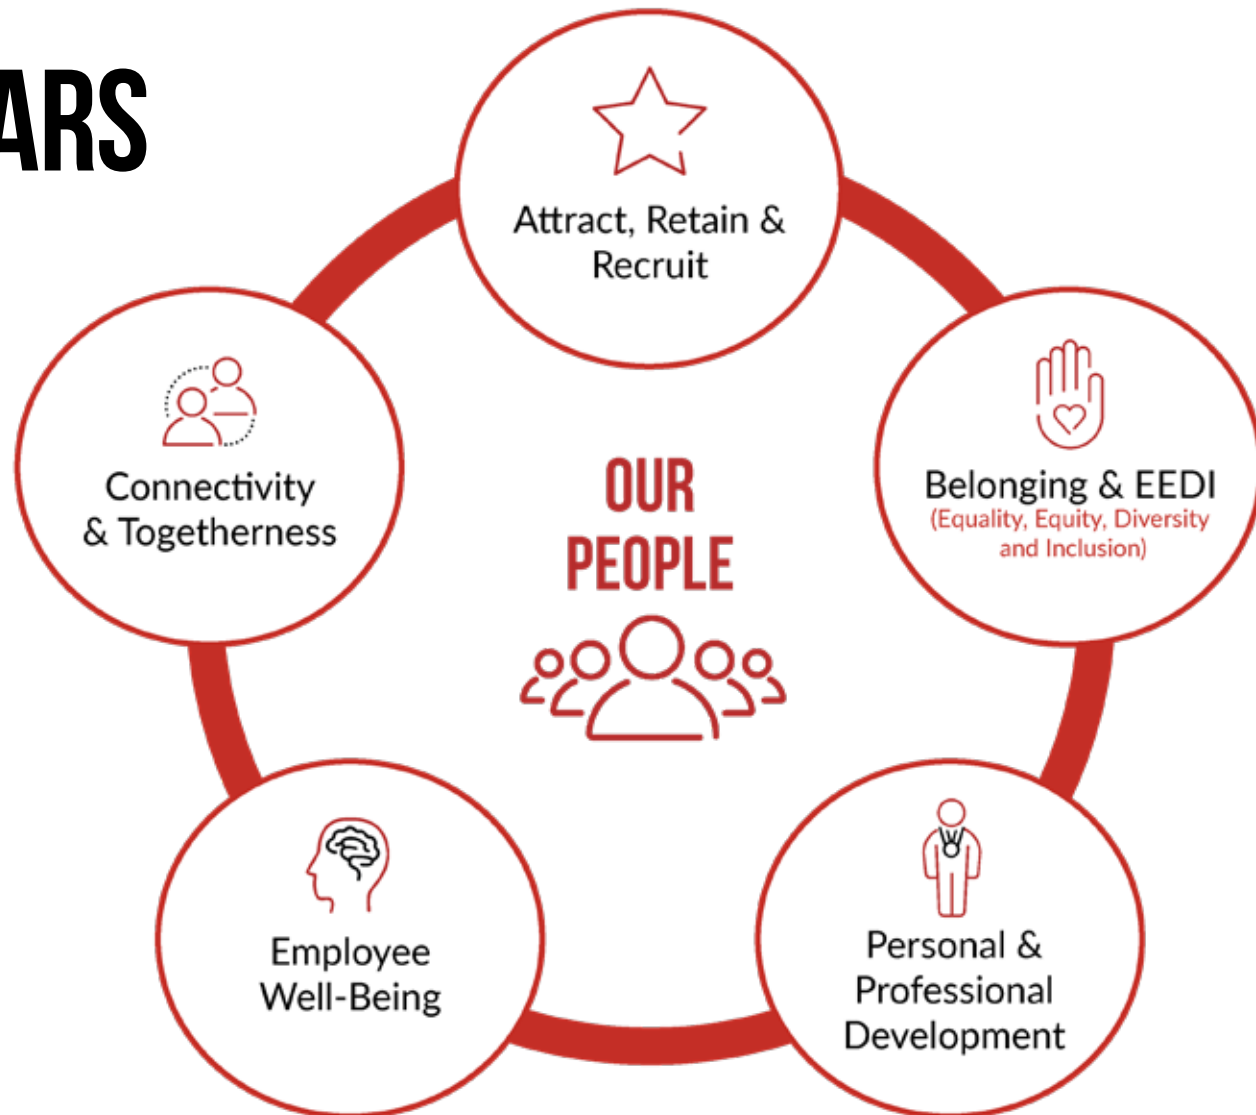 ARS
Attract, Retain &
Recruit
Connectivity
& Togetherness
Belonging & EEDI
(Equality, Equity, Diversity
and Inclusion)
OUR
PEOPLE
Employee
Well-Being
Personal &
Professional
Development